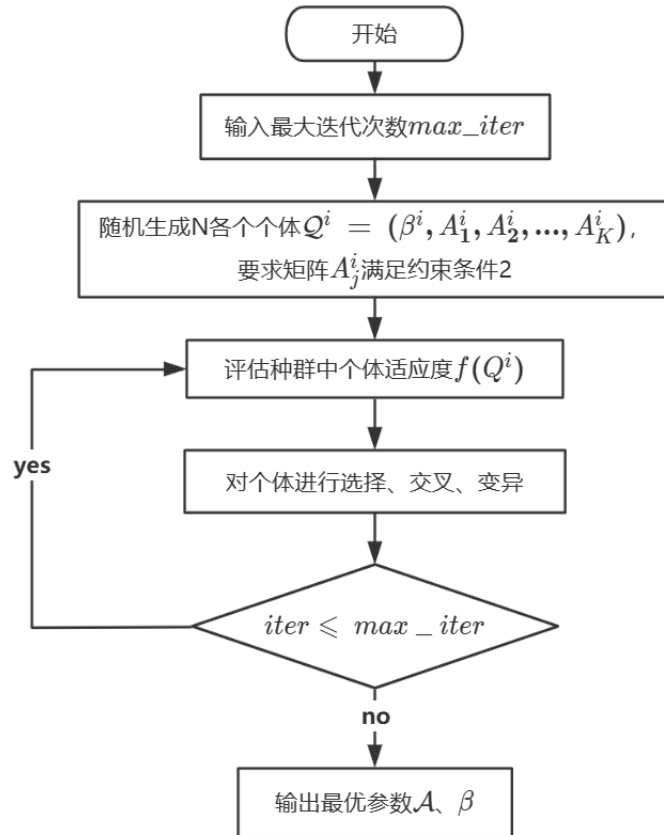 开始
输入最大迭代次数max_iter
随机生成N各个个体𝒬^i = (β^i, A_1^i, A_2^i, ..., A_K^i),
要求矩阵A_j^i满足约束条件2
评估种群中个体适应度f(Q^i)
yes
对个体进行选择、交叉、变异
iter ⩽ max _ iter
no
输出最优参数𝒜、β